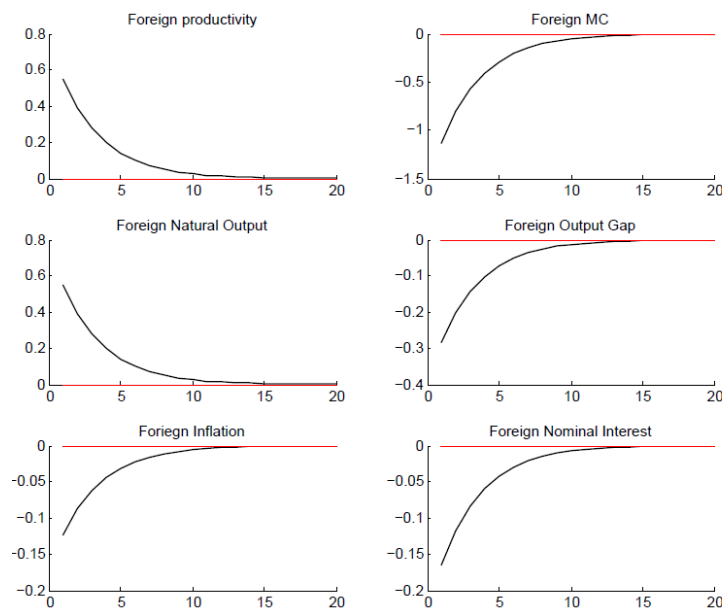 Foreign productivity
0.8
0.6
0.4
0.2
0
0 5 10 15 20
Foreign MC
0
−0.5
−1
−1.5
0 5 10 15 20
Foreign Natural Output
0.8
0.6
0.4
0.2
0
0 5 10 15 20
Foreign Output Gap
0
−0.1
−0.2
−0.3
−0.4
0 5 10 15 20
Foriegn Inflation
0
−0.05
−0.1
−0.15
−0.2
0 5 10 15 20
Foreign Nominal Interest
0
−0.05
−0.1
−0.15
−0.2
0 5 10 15 20